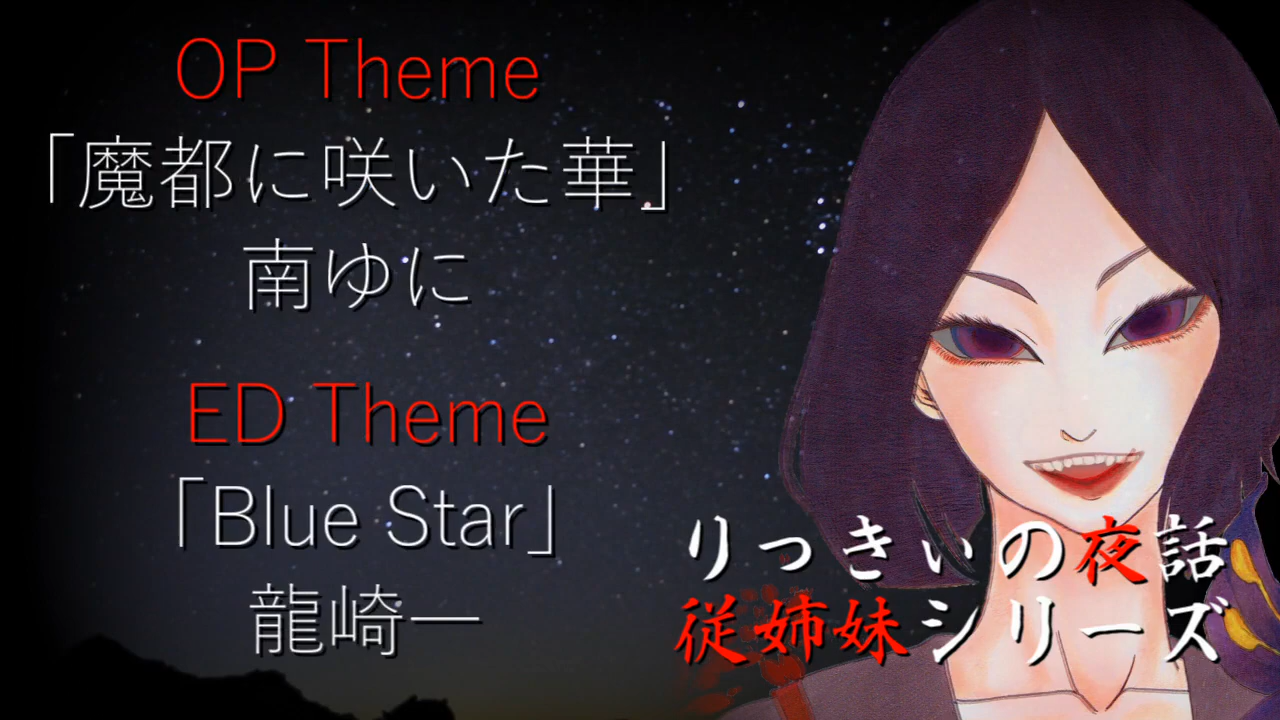 OP Theme
「魔都に咲いた華」
南ゆに
ED Theme
「Blue Star」
龍崎一
りっきぃの夜話
従姉妹シリーズ